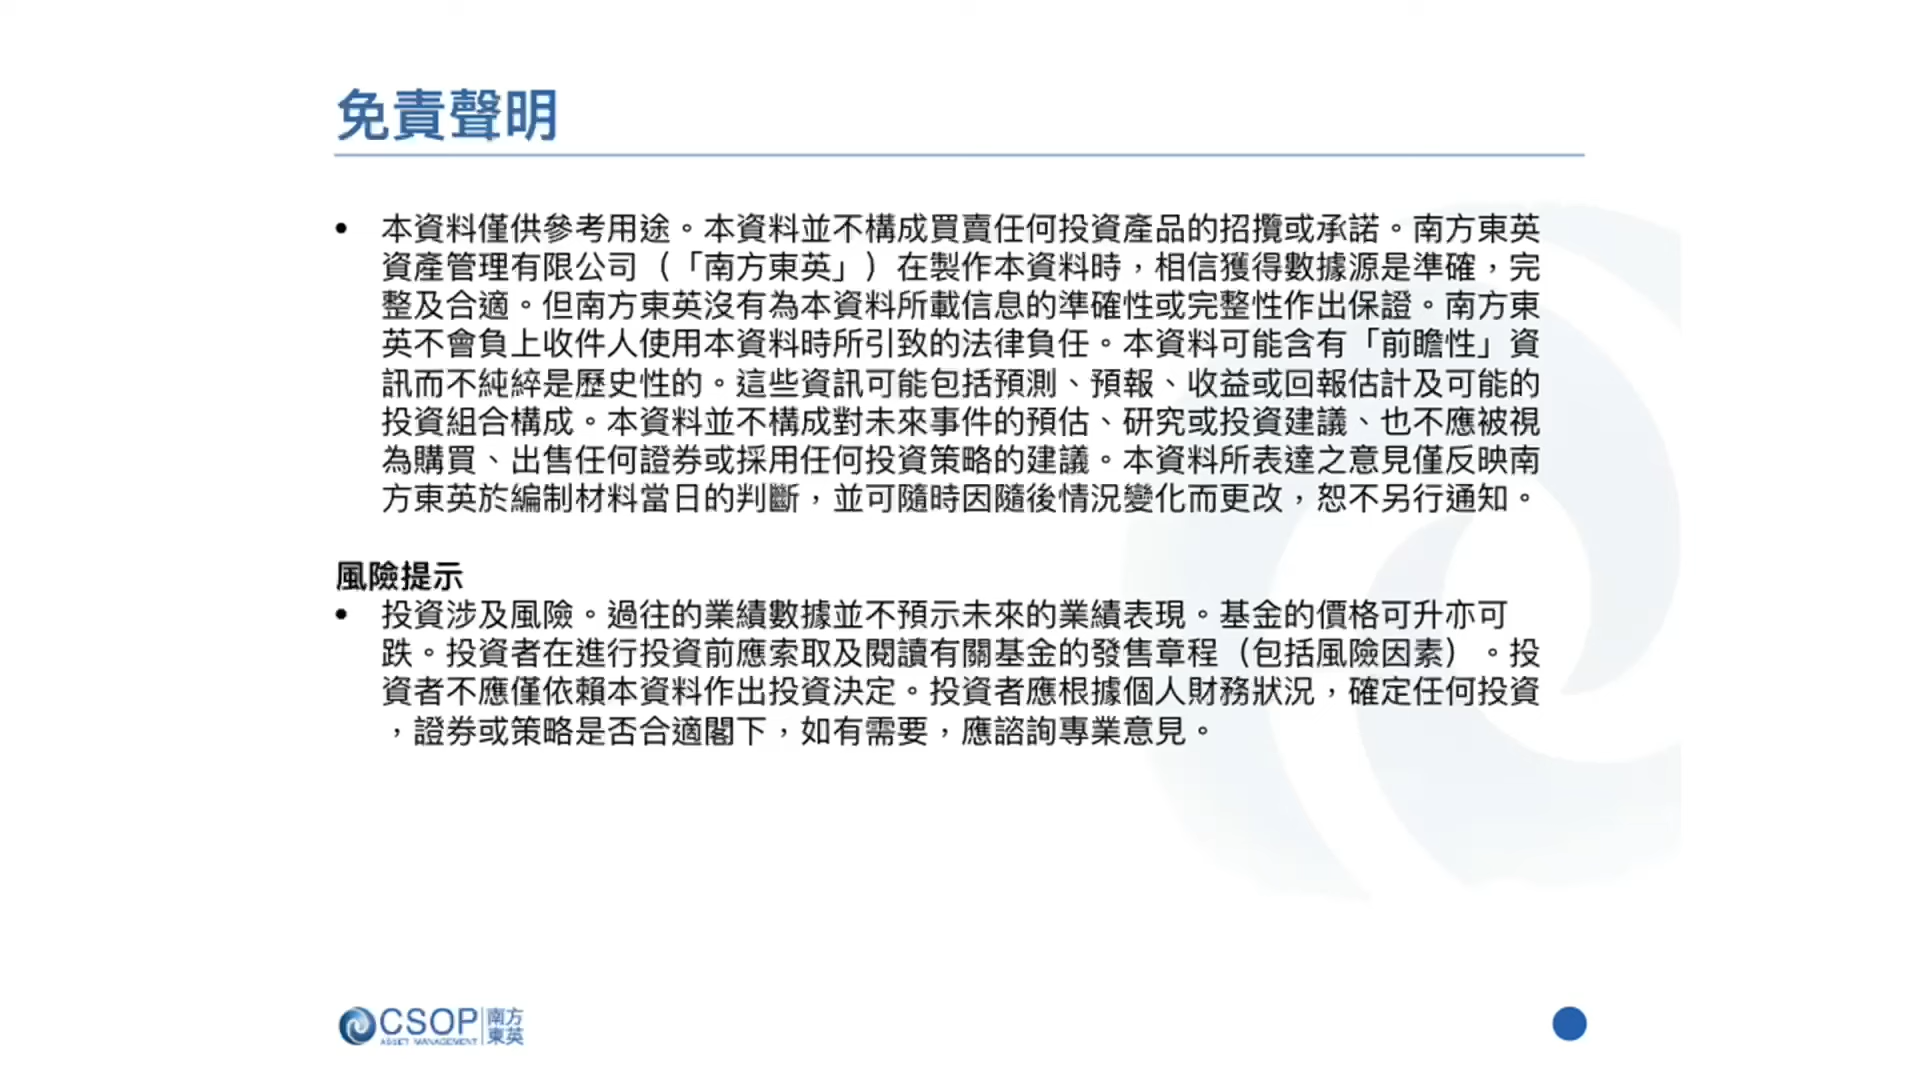 免責聲明
• 本資料僅供參考用途。本資料並不構成買賣任何投資產品的招攬或承諾。南方東英
資產管理有限公司（「南方東英」）在製作本資料時，相信獲得數據源是準確，完
整及合適。但南方東英沒有為本資料所載信息的準確性或完整性作出保證。南方東
英不會負上收件人使用本資料時所引致的法律負任。本資料可能含有「前瞻性」資
訊而不純綷是歷史性的。這些資訊可能包括預測、預報、收益或回報估計及可能的
投資組合構成。本資料並不構成對未來事件的預估、研究或投資建議、也不應被視
為購買、出售任何證券或採用任何投資策略的建議。本資料所表達之意見僅反映南
方東英於編制材料當日的判斷，並可隨時因隨後情況變化而更改，恕不另行通知。
風險提示
• 投資涉及風險。過往的業績數據並不預示未來的業績表現。基金的價格可升亦可
跌。投資者在進行投資前應索取及閱讀有關基金的發售章程（包括風險因素）。投
資者不應僅依賴本資料作出投資決定。投資者應根據個人財務狀況，確定任何投資
，證券或策略是否合適閣下，如有需要，應諮詢專業意見。
CSOP 南方
ASSET MANAGEMENT 東英